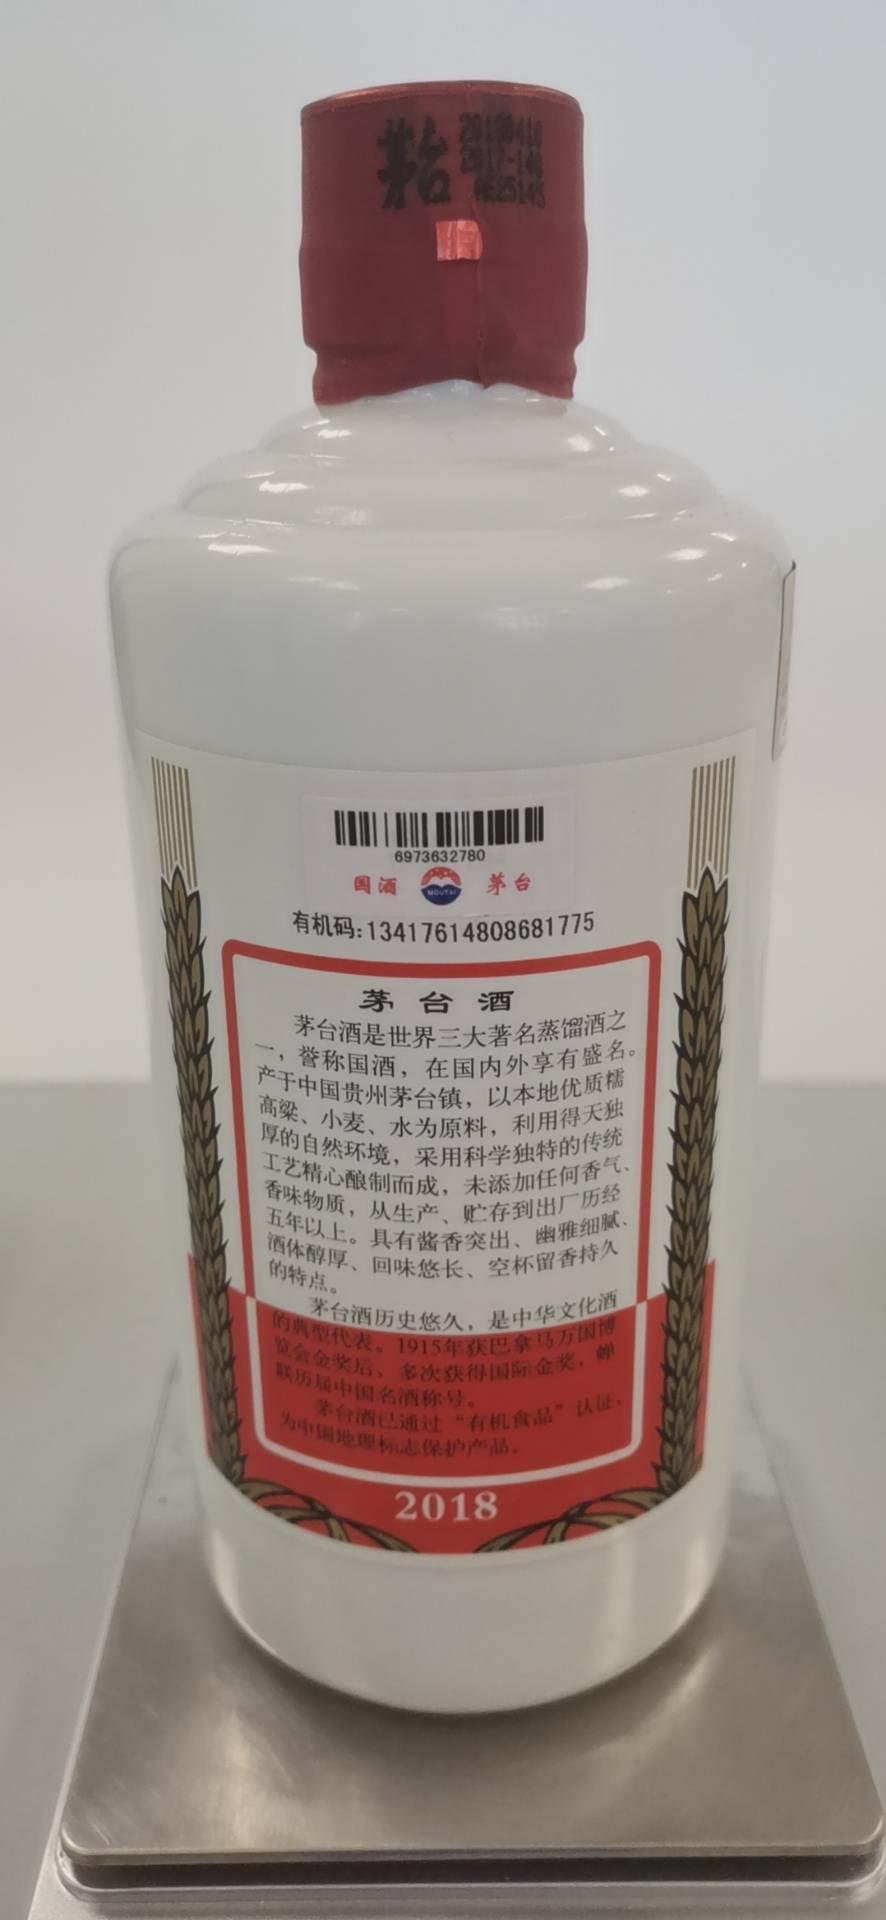 茅台
20180410
2017-140
6973632780
国酒 MOUTAI 茅台
有机码:13417614808681775
茅台酒
茅台酒是世界三大著名蒸馏酒之
一，誉称国酒，在国内外享有盛名。
产于中国贵州茅台镇，以本地优质糯
高粱、小麦、水为原料，利用得天独
厚的自然环境，采用科学独特的传统
工艺精心酿制而成，未添加任何香气、
香味物质，从生产、贮存到出厂历经
五年以上。具有酱香突出、幽雅细腻、
酒体醇厚、回味悠长、空杯留香持久
的特点。
茅台酒历史悠久，是中华文化酒
的典型代表。1915年获巴拿马万国博
览会金奖后，多次获得国际金奖，蝉
联历届中国名酒称号。
茅台酒已通过“有机食品”认证，
为中国地理标志保护产品。
2018